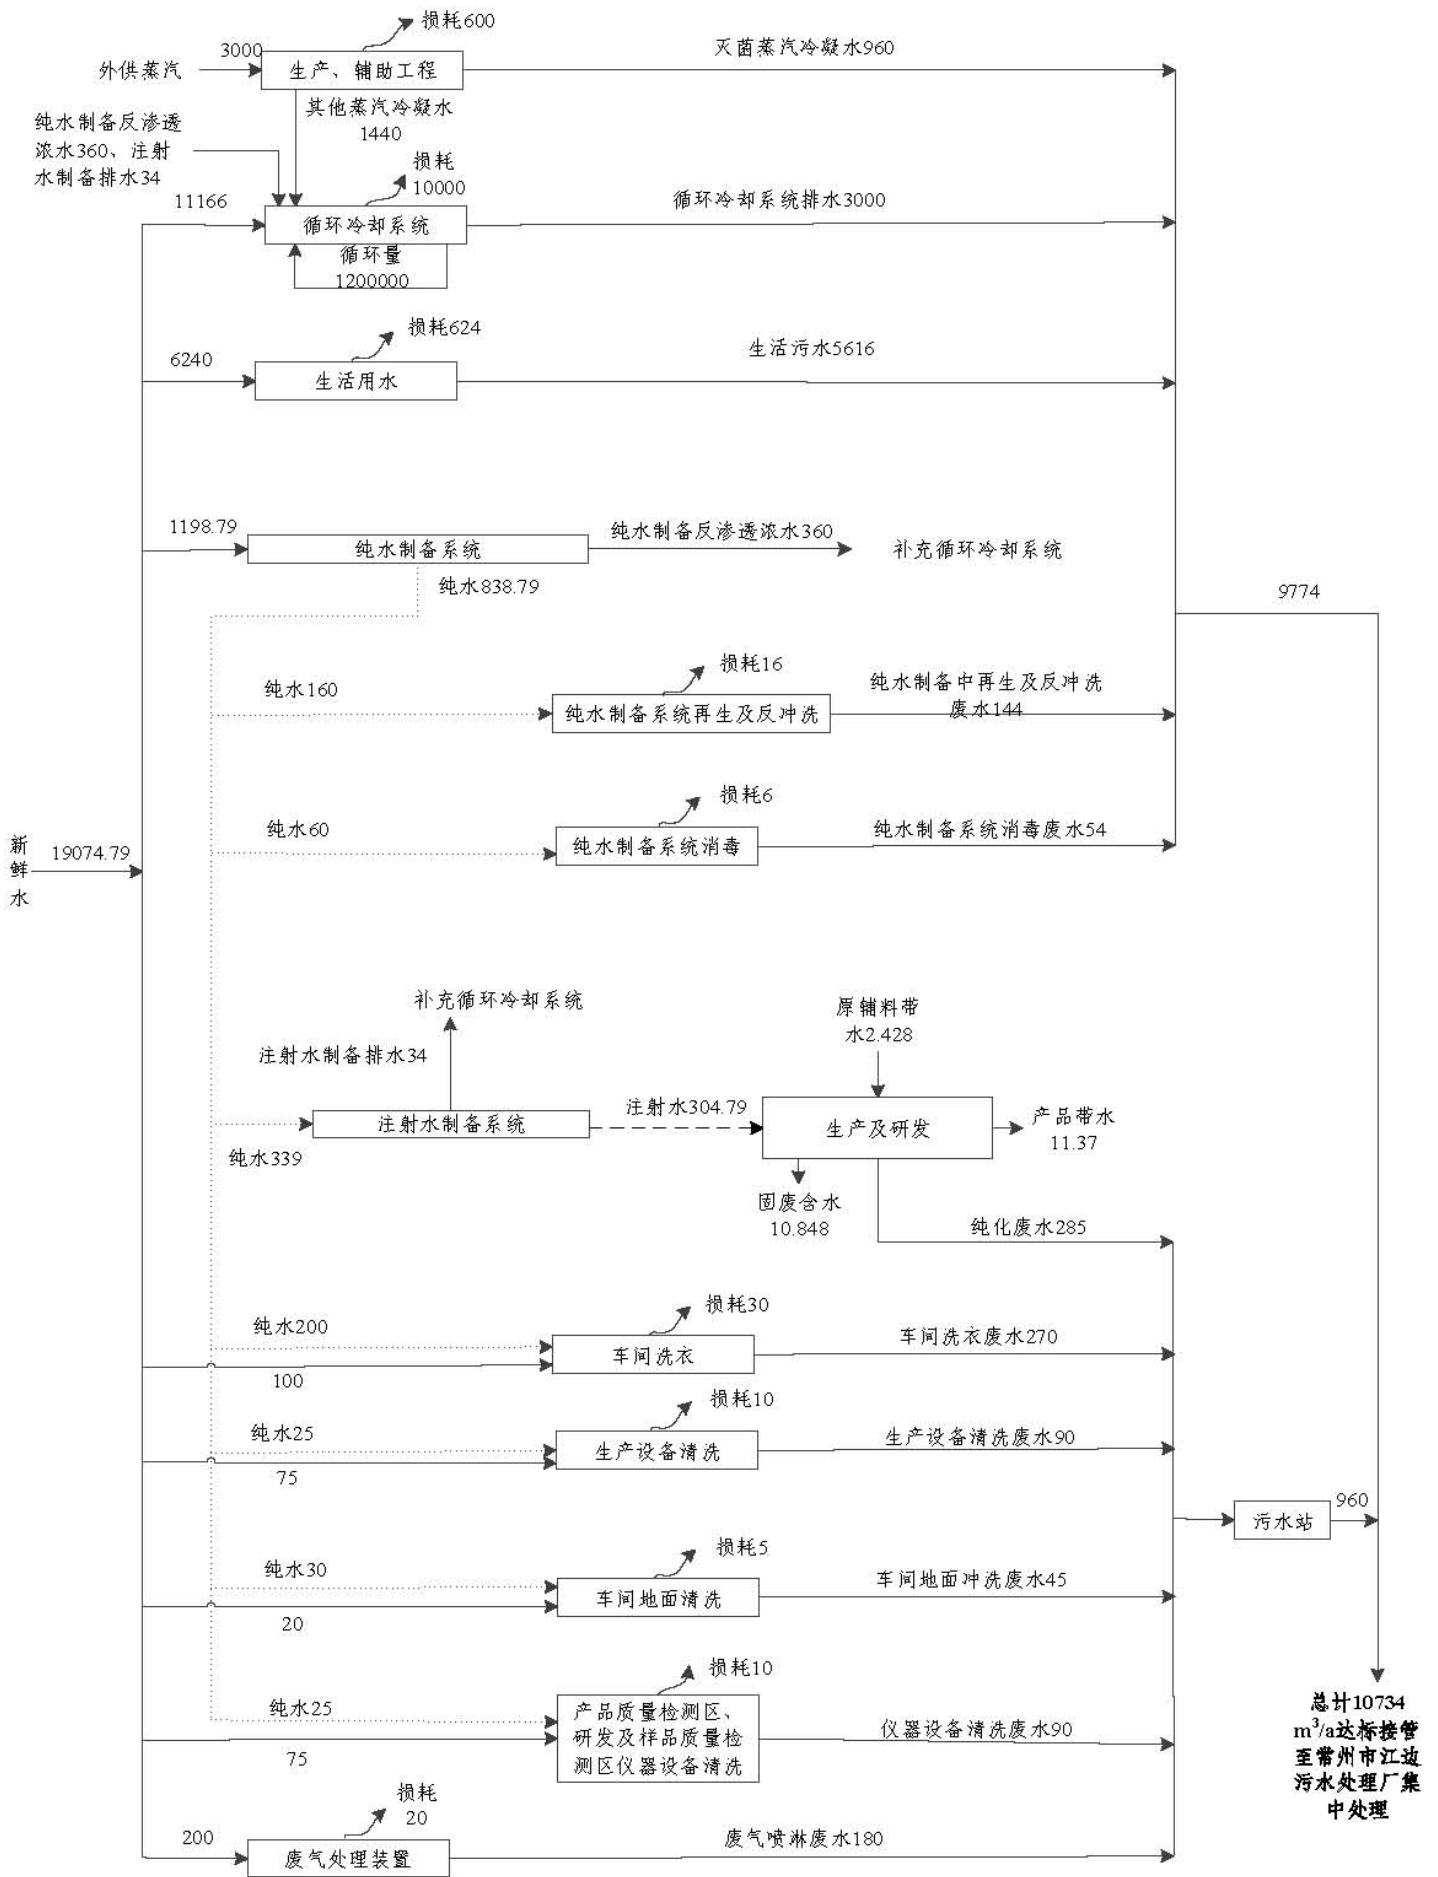 损耗600
3000
外供蒸汽
生产、辅助工程
灭菌蒸汽冷凝水960
其他蒸汽冷凝水
1440
纯水制备反渗透
浓水360、注射
水制备排水34
损耗
10000
11166
循环冷却系统
循环冷却系统排水3000
循环量
1200000
损耗624
6240
生活用水
生活污水5616
1198.79
纯水制备系统
纯水制备反渗透浓水360
补充循环冷却系统
纯水838.79
9774
损耗16
纯水160
纯水制备系统再生及反冲洗
纯水制备中再生及反冲洗
废水144
损耗6
纯水60
纯水制备系统消毒
纯水制备系统消毒废水54
新
鲜
水
19074.79
补充循环冷却系统
注射水制备排水34
原辅料带
水2.428
注射水制备系统
注射水304.79
生产及研发
产品带水
11.37
纯水339
固废含水
10.848
纯化废水285
损耗30
纯水200
车间洗衣
车间洗衣废水270
100
损耗10
纯水25
生产设备清洗
生产设备清洗废水90
75
污水站
960
损耗5
纯水30
车间地面清洗
车间地面冲洗废水45
20
损耗10
纯水25
产品质量检测区、
研发及样品质量检
测区仪器设备清洗
仪器设备清洗废水90
75
总计10734
m³/a达标接管
至常州市江边
污水处理厂集
中处理
损耗
20
200
废气处理装置
废气喷淋废水180